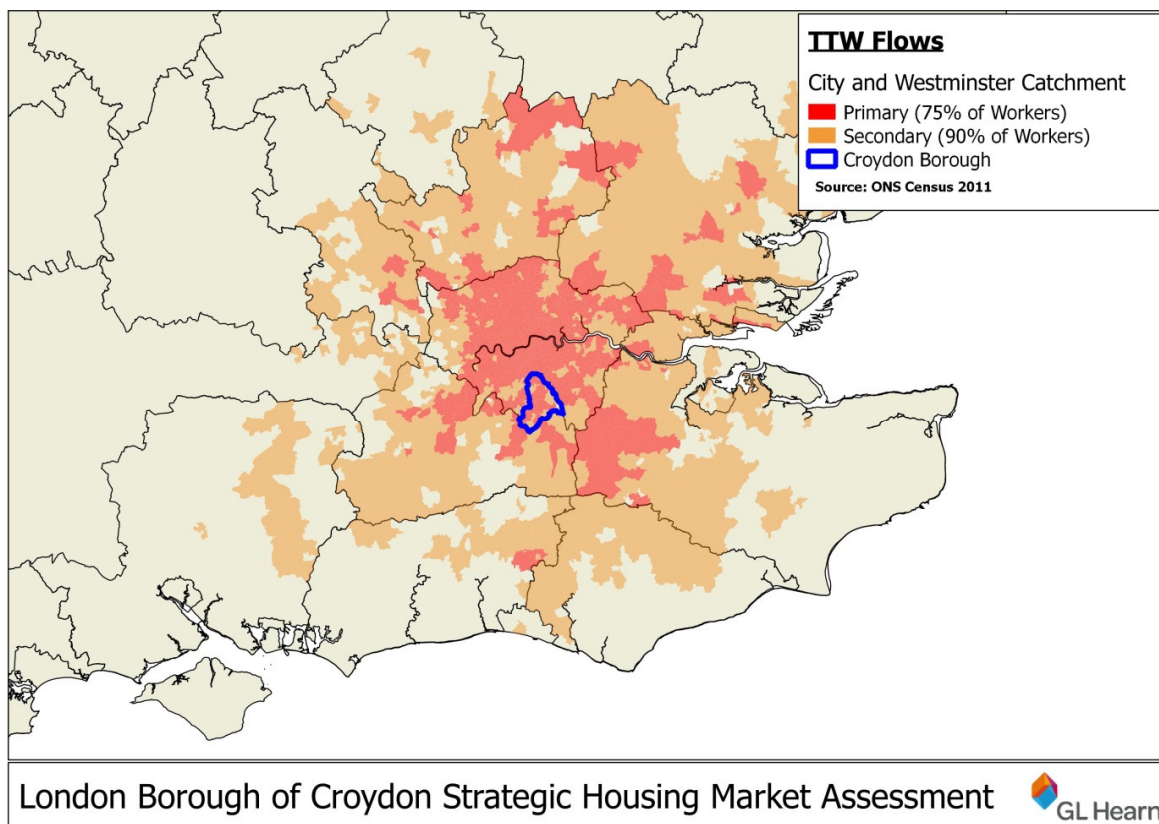 TTW Flows
City and Westminster Catchment
Primary (75% of Workers)
Secondary (90% of Workers)
Croydon Borough
Source: ONS Census 2011
London Borough of Croydon Strategic Housing Market Assessment
GL Hearn